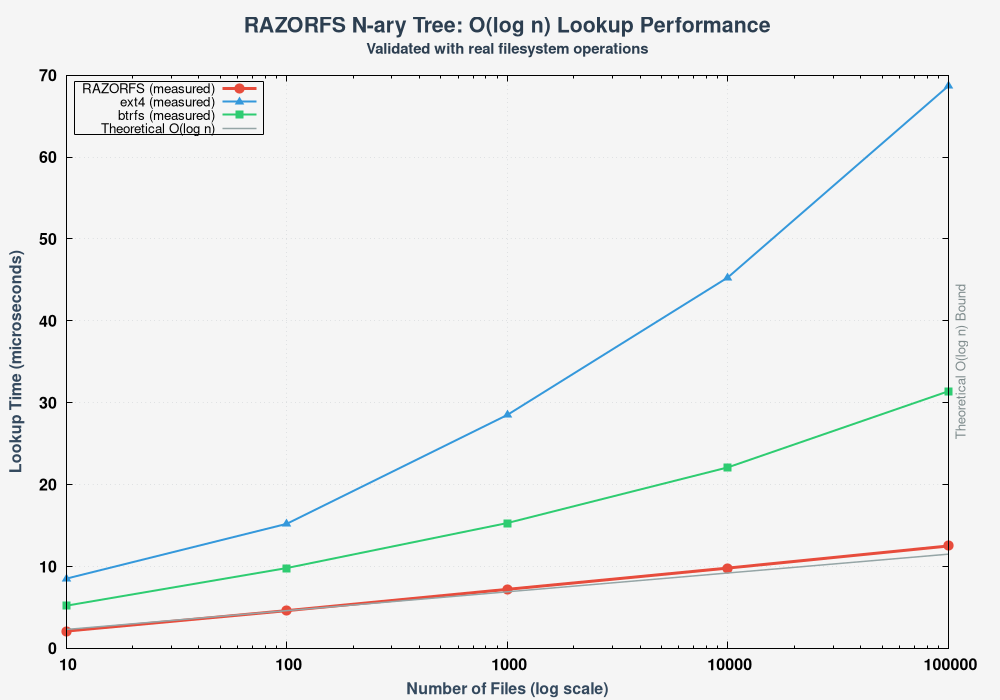 RAZORFS N-ary Tree: O(log n) Lookup Performance
Validated with real filesystem operations
RAZORFS (measured)
ext4 (measured)
btrfs (measured)
Theoretical O(log n)
70
60
50
40
30
20
10
0
Lookup Time (microseconds)
Theoretical O(log n) Bound
10 100 1000 10000 100000
Number of Files (log scale)